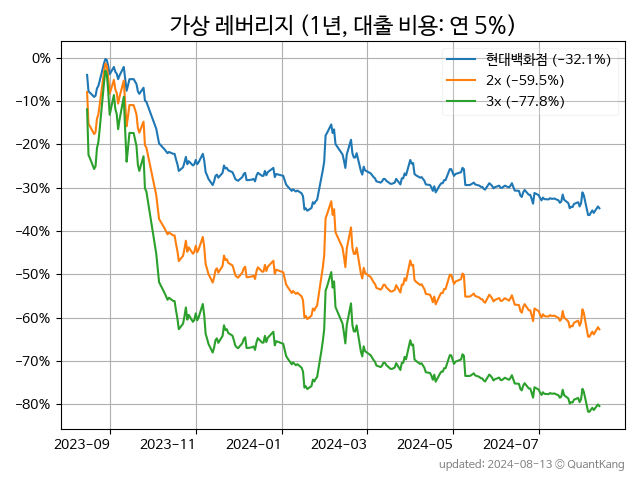 가상 레버리지 (1년, 대출 비용: 연 5%)
현대백화점 (−32.1%)
2x (−59.5%)
3x (−77.8%)
0%
−10%
−20%
−30%
−40%
−50%
−60%
−70%
−80%
2023-09 2023-11 2024-01 2024-03 2024-05 2024-07
updated: 2024-08-13 © QuantKang